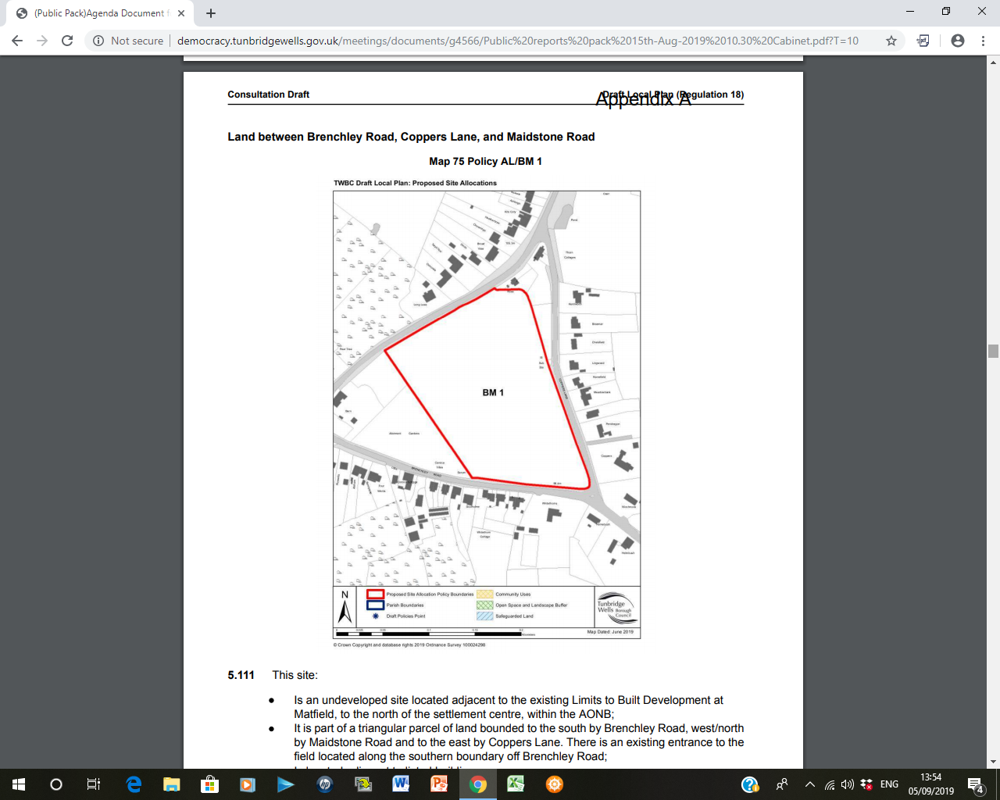 (Public Pack)Agenda Document f
Not secure
democracy.tunbridgewells.gov.uk/meetings/documents/g4566/Public%20reports%20pack%2015th-Aug-2019%2010.30%20Cabinet.pdf?T=10
Consultation Draft
Draft Local Plan (Regulation 18)
Appendix A
Land between Brenchley Road, Coppers Lane, and Maidstone Road
Map 75 Policy AL/BM 1
TWBC Draft Local Plan: Proposed Site Allocations
Pond
COPPERS LANE
BM 1
BRENCHLEY ROAD
N
Proposed Site Allocation Policy Boundaries
Parish Boundaries
Draft Policies Point
Community Uses
Open Space and Landscape Buffer
Safeguarded Land
Tunbridge
Wells Borough
Council
Map Dated: June 2019
© Crown Copyright and database rights 2019 Ordnance Survey 100024298
5.111 This site:
• Is an undeveloped site located adjacent to the existing Limits to Built Development at
Matfield, to the north of the settlement centre, within the AONB;
• It is part of a triangular parcel of land bounded to the south by Brenchley Road, west/north
by Maidstone Road and to the east by Coppers Lane. There is an existing entrance to the
field located along the southern boundary off Brenchley Road;
ENG
13:54
05/09/2019
4